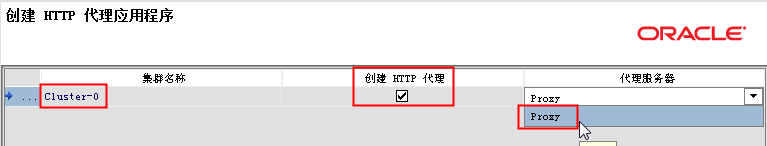 创建 HTTP 代理应用程序
ORACLE
集群名称 创建 HTTP 代理 代理服务器
... Cluster-0 Proxy
Proxy